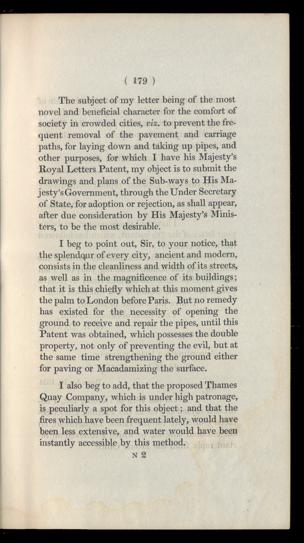 ( 179 )
The subject of my letter being of the most
novel and beneficial character for the comfort of
society in crowded cities, viz. to prevent the fre-
quent removal of the pavement and carriage
paths, for laying down and taking up pipes, and
other purposes, for which I have his Majesty's
Royal Letters Patent, my object is to submit the
drawings and plans of the Sub-ways to His Ma-
jesty's Government, through the Under Secretary
of State, for adoption or rejection, as shall appear,
after due consideration by His Majesty's Minis-
ters, to be the most desirable.
I beg to point out, Sir, to your notice, that
the splendour of every city, ancient and modern,
consists in the cleanliness and width of its streets,
as well as in the magnificence of its buildings;
that it is this chiefly which at this moment gives
the palm to London before Paris. But no remedy
has existed for the necessity of opening the
ground to receive and repair the pipes, until this
Patent was obtained, which possesses the double
property, not only of preventing the evil, but at
the same time strengthening the ground either
for paving or Macadamizing the surface.
I also beg to add, that the proposed Thames
Quay Company, which is under high patronage,
is peculiarly a spot for this object; and that the
fires which have been frequent lately, would have
been less extensive, and water would have been
instantly accessible by this method.
N 2